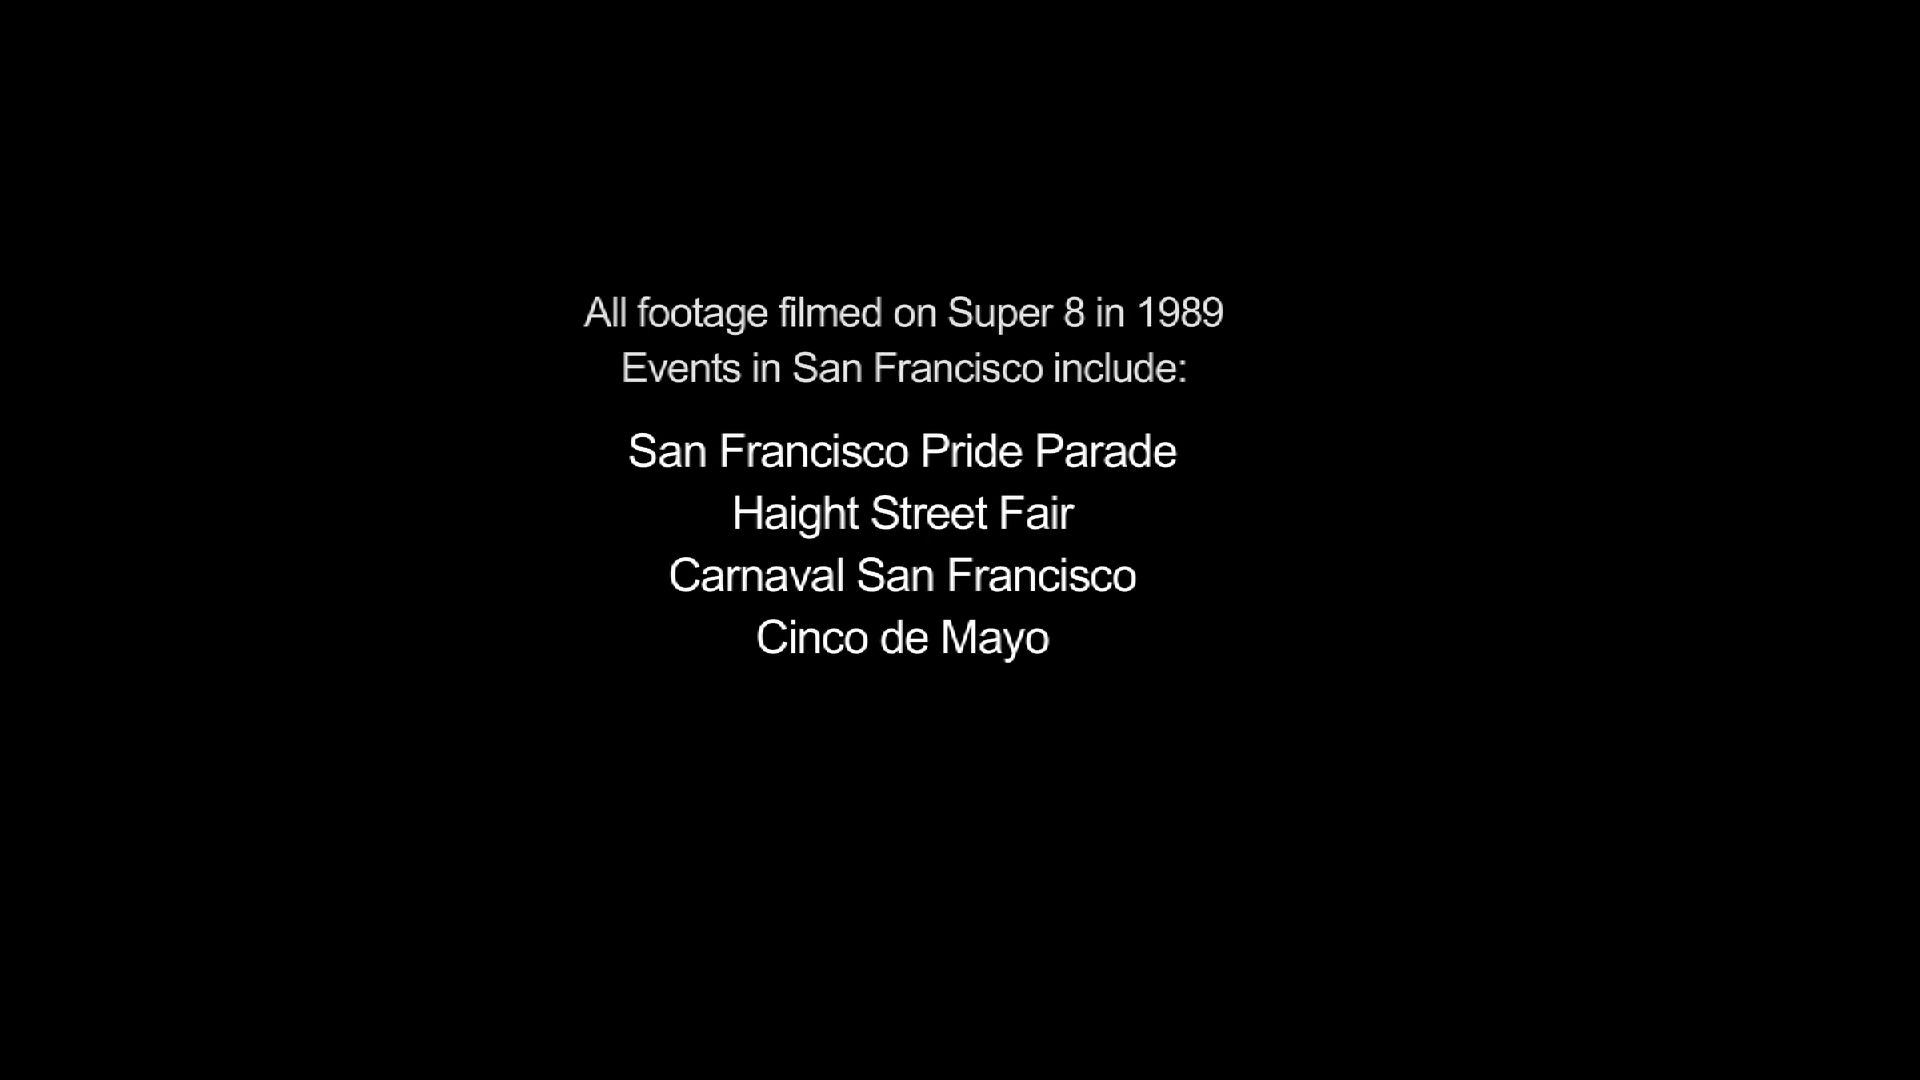 All footage filmed on Super 8 in 1989
Events in San Francisco include:
San Francisco Pride Parade
Haight Street Fair
Carnaval San Francisco
Cinco de Mayo